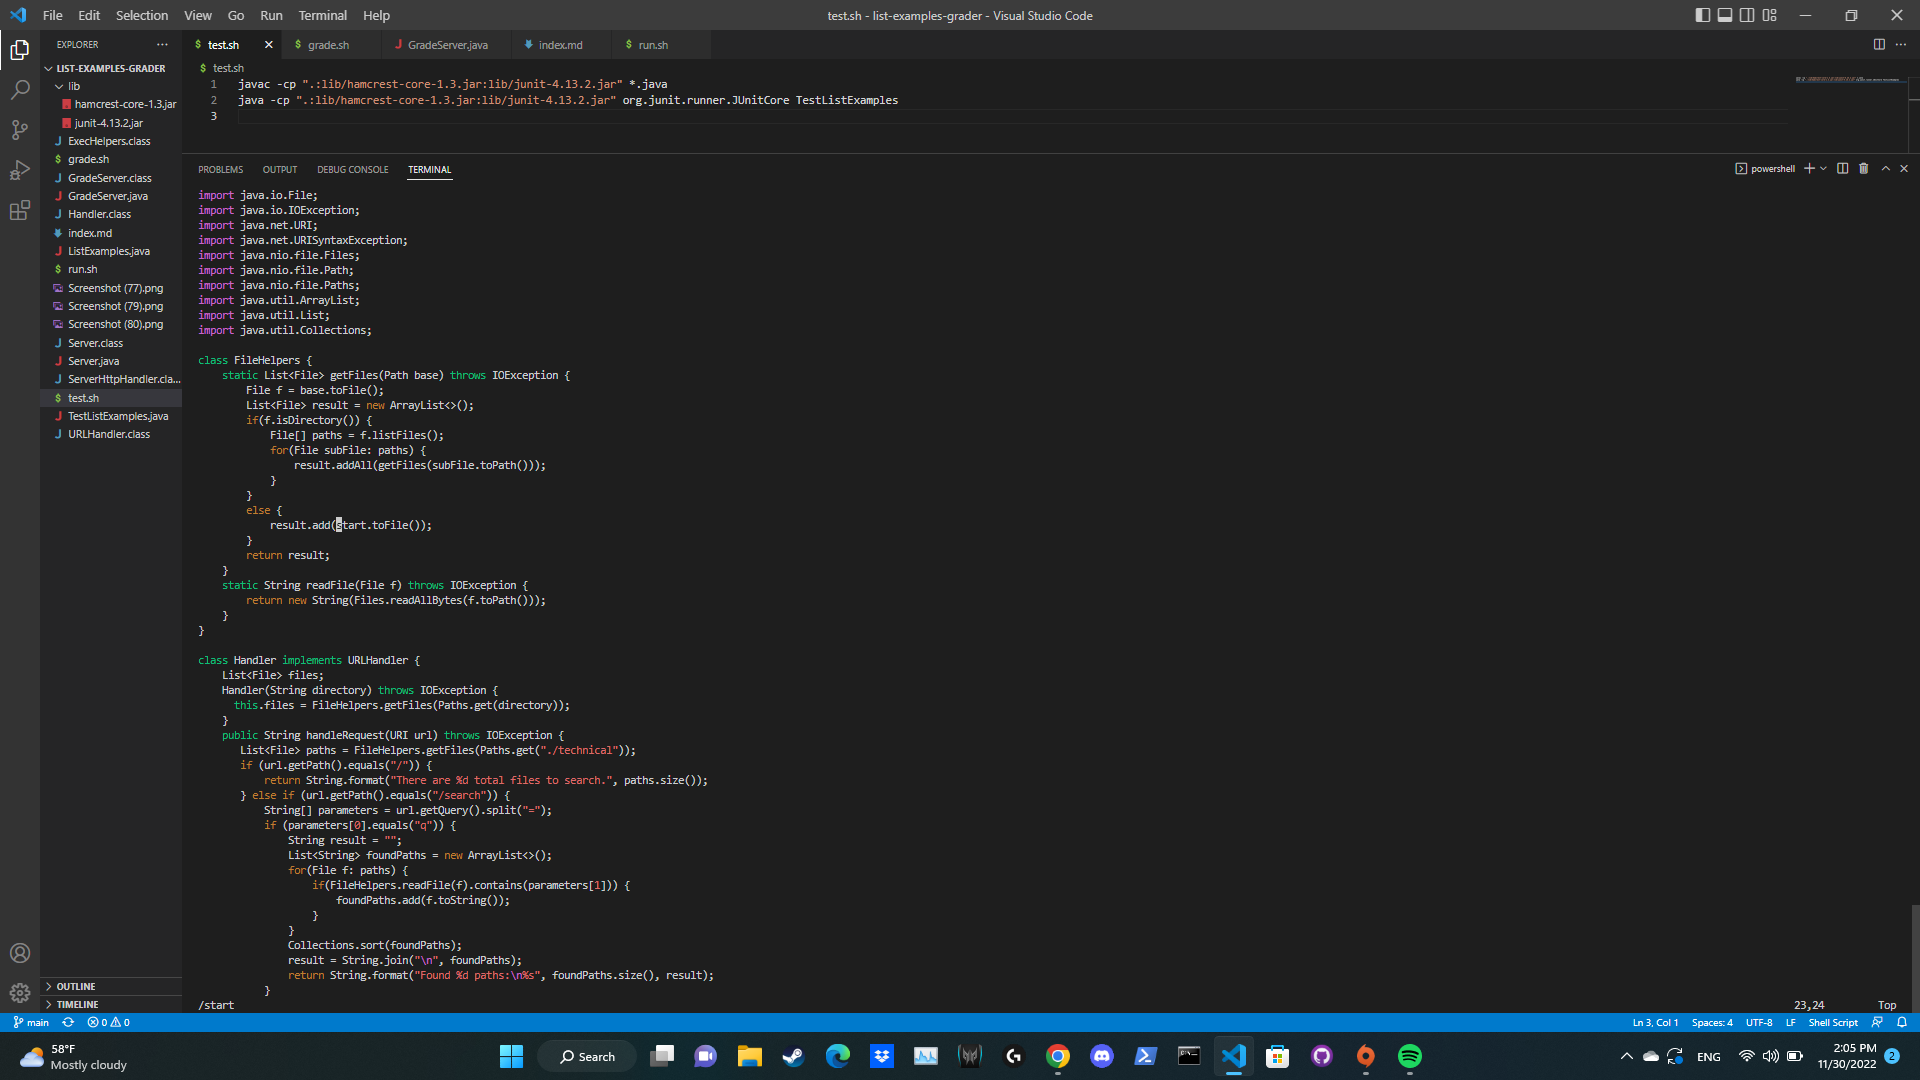 File Edit Selection View Go Run Terminal Help
test.sh - list-examples-grader - Visual Studio Code
EXPLORER
LIST-EXAMPLES-GRADER
lib
hamcrest-core-1.3.jar
junit-4.13.2.jar
ExecHelpers.class
grade.sh
GradeServer.class
GradeServer.java
Handler.class
index.md
ListExamples.java
run.sh
Screenshot (77).png
Screenshot (79).png
Screenshot (80).png
Server.class
Server.java
ServerHttpHandler.cla...
test.sh
TestListExamples.java
URLHandler.class
OUTLINE
TIMELINE
test.sh grade.sh GradeServer.java index.md run.sh
test.sh
1 javac -cp ".:lib/hamcrest-core-1.3.jar:lib/junit-4.13.2.jar" *.java
2 java -cp ".:lib/hamcrest-core-1.3.jar:lib/junit-4.13.2.jar" org.junit.runner.JUnitCore TestListExamples
3
PROBLEMS OUTPUT DEBUG CONSOLE TERMINAL
powershell
import java.io.File;
import java.io.IOException;
import java.net.URI;
import java.net.URISyntaxException;
import java.nio.file.Files;
import java.nio.file.Path;
import java.nio.file.Paths;
import java.util.ArrayList;
import java.util.List;
import java.util.Collections;
class FileHelpers {
static List<File> getFiles(Path base) throws IOException {
File f = base.toFile();
List<File> result = new ArrayList<>();
if(f.isDirectory()) {
File[] paths = f.listFiles();
for(File subFile: paths) {
result.addAll(getFiles(subFile.toPath()));
}
}
else {
result.add(start.toFile());
}
return result;
}
static String readFile(File f) throws IOException {
return new String(Files.readAllBytes(f.toPath()));
}
}
class Handler implements URLHandler {
List<File> files;
Handler(String directory) throws IOException {
this.files = FileHelpers.getFiles(Paths.get(directory));
}
public String handleRequest(URI url) throws IOException {
List<File> paths = FileHelpers.getFiles(Paths.get("./technical"));
if (url.getPath().equals("/")) {
return String.format("There are %d total files to search.", paths.size());
} else if (url.getPath().equals("/search")) {
String[] parameters = url.getQuery().split("=");
if (parameters[0].equals("q")) {
String result = "";
List<String> foundPaths = new ArrayList<>();
for(File f: paths) {
if(FileHelpers.readFile(f).contains(parameters[1])) {
foundPaths.add(f.toString());
}
}
Collections.sort(foundPaths);
result = String.join("\n", foundPaths);
return String.format("Found %d paths:\n%s", foundPaths.size(), result);
}
/start 23,24 Top
main 0 0 Ln 3, Col 1 Spaces: 4 UTF-8 LF Shell Script
58°F
Mostly cloudy
Search
ENG
2:05 PM
11/30/2022
2